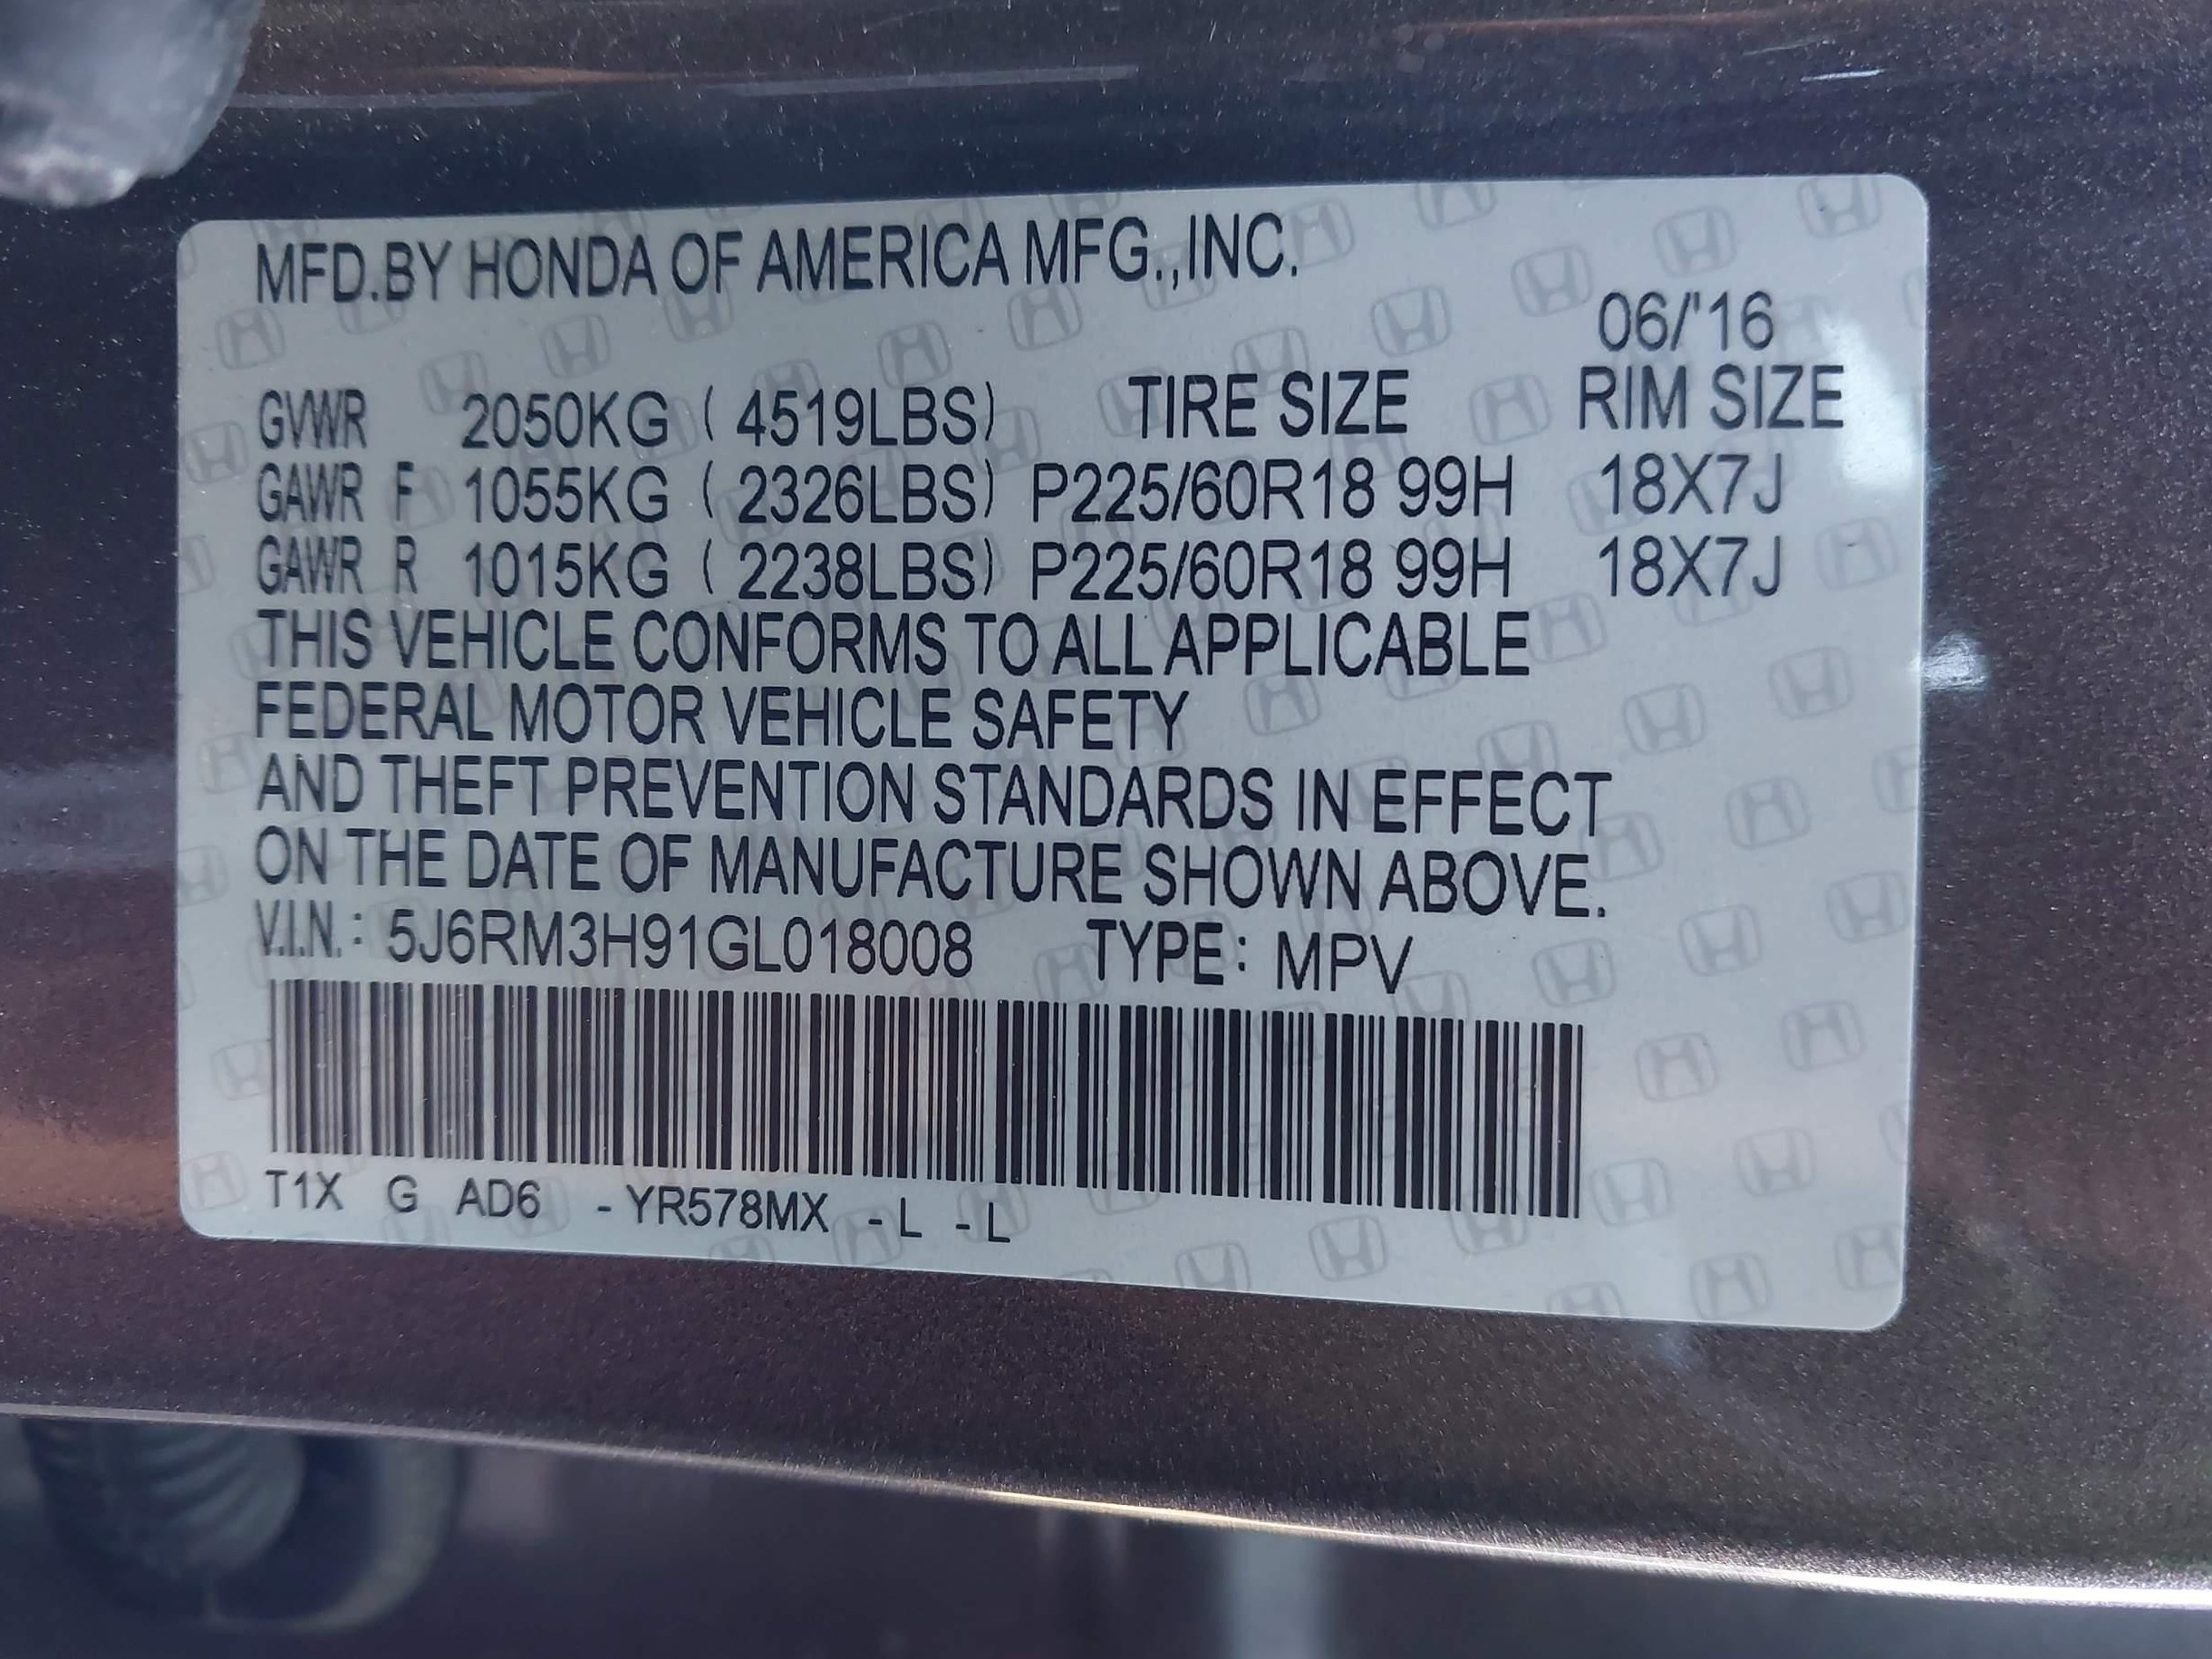 MFD.BY HONDA OF AMERICA MFG.,INC.
06/'16
GVWR 2050KG ( 4519LBS) TIRE SIZE RIM SIZE
GAWR F 1055KG ( 2326LBS) P225/60R18 99H 18X7J
GAWR R 1015KG ( 2238LBS) P225/60R18 99H 18X7J
THIS VEHICLE CONFORMS TO ALL APPLICABLE
FEDERAL MOTOR VEHICLE SAFETY
AND THEFT PREVENTION STANDARDS IN EFFECT
ON THE DATE OF MANUFACTURE SHOWN ABOVE.
V.I.N.: 5J6RM3H91GL018008 TYPE: MPV
T1X G AD6 - YR578MX - L - L